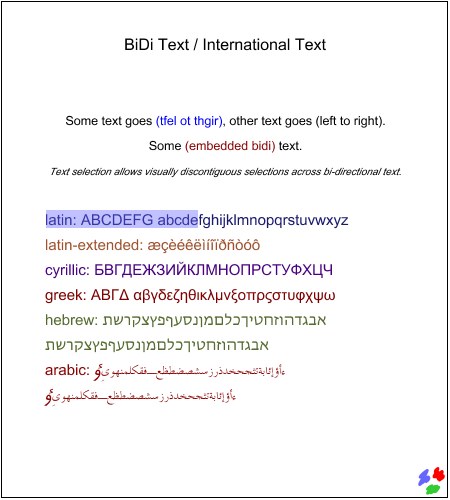 BiDi Text / International Text
Some text goes (tfel ot thgir), other text goes (left to right).
Some (embedded bidi) text.
Text selection allows visually discontiguous selections across bi-directional text.
latin: ABCDEFG abcdefghijklmnopqrstuvwxyz
latin-extended: æçèéêëìíîïðñòóô
cyrillic: БВГДЕЖЗИЙКЛМНОПРСТУФХЦЧ
greek: ΑΒΓΔ αβγδεζηθικλμνξοπρςστυφχψω
hebrew: אבגדהוזחטיךכלםמןנסעףפץצקרשת
אבגדהוזחטיךכלםמןנסעףפץצקרשת
arabic: ءأؤإئابةتثجحخدذرزسشصضطظعـفقكلمنهوي
ءأؤإئابةتثجحخدذرزسشصضطظعـفقكلمنهوي